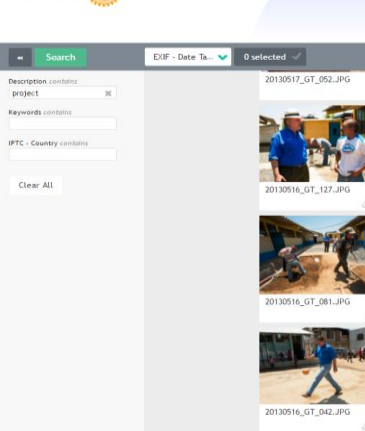 « Search EXIF - Date Ta... 0 selected
20130517_GT_052.JPG
Description contains
project
Keywords contains
IPTC - Country contains
Clear All
20130516_GT_127.JPG
20130516_GT_081.JPG
20130516_GT_042.JPG